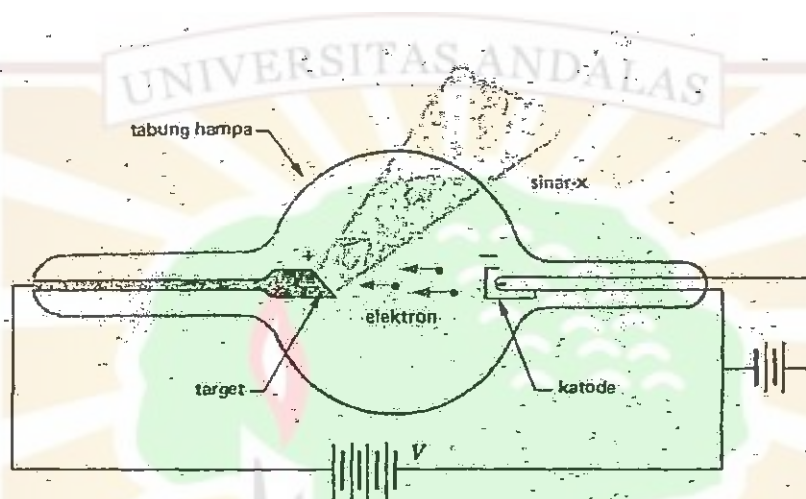 UNIVERSITAS ANDALAS
tabung hampa
sinar-x
+
−
elektron
target
katode
V